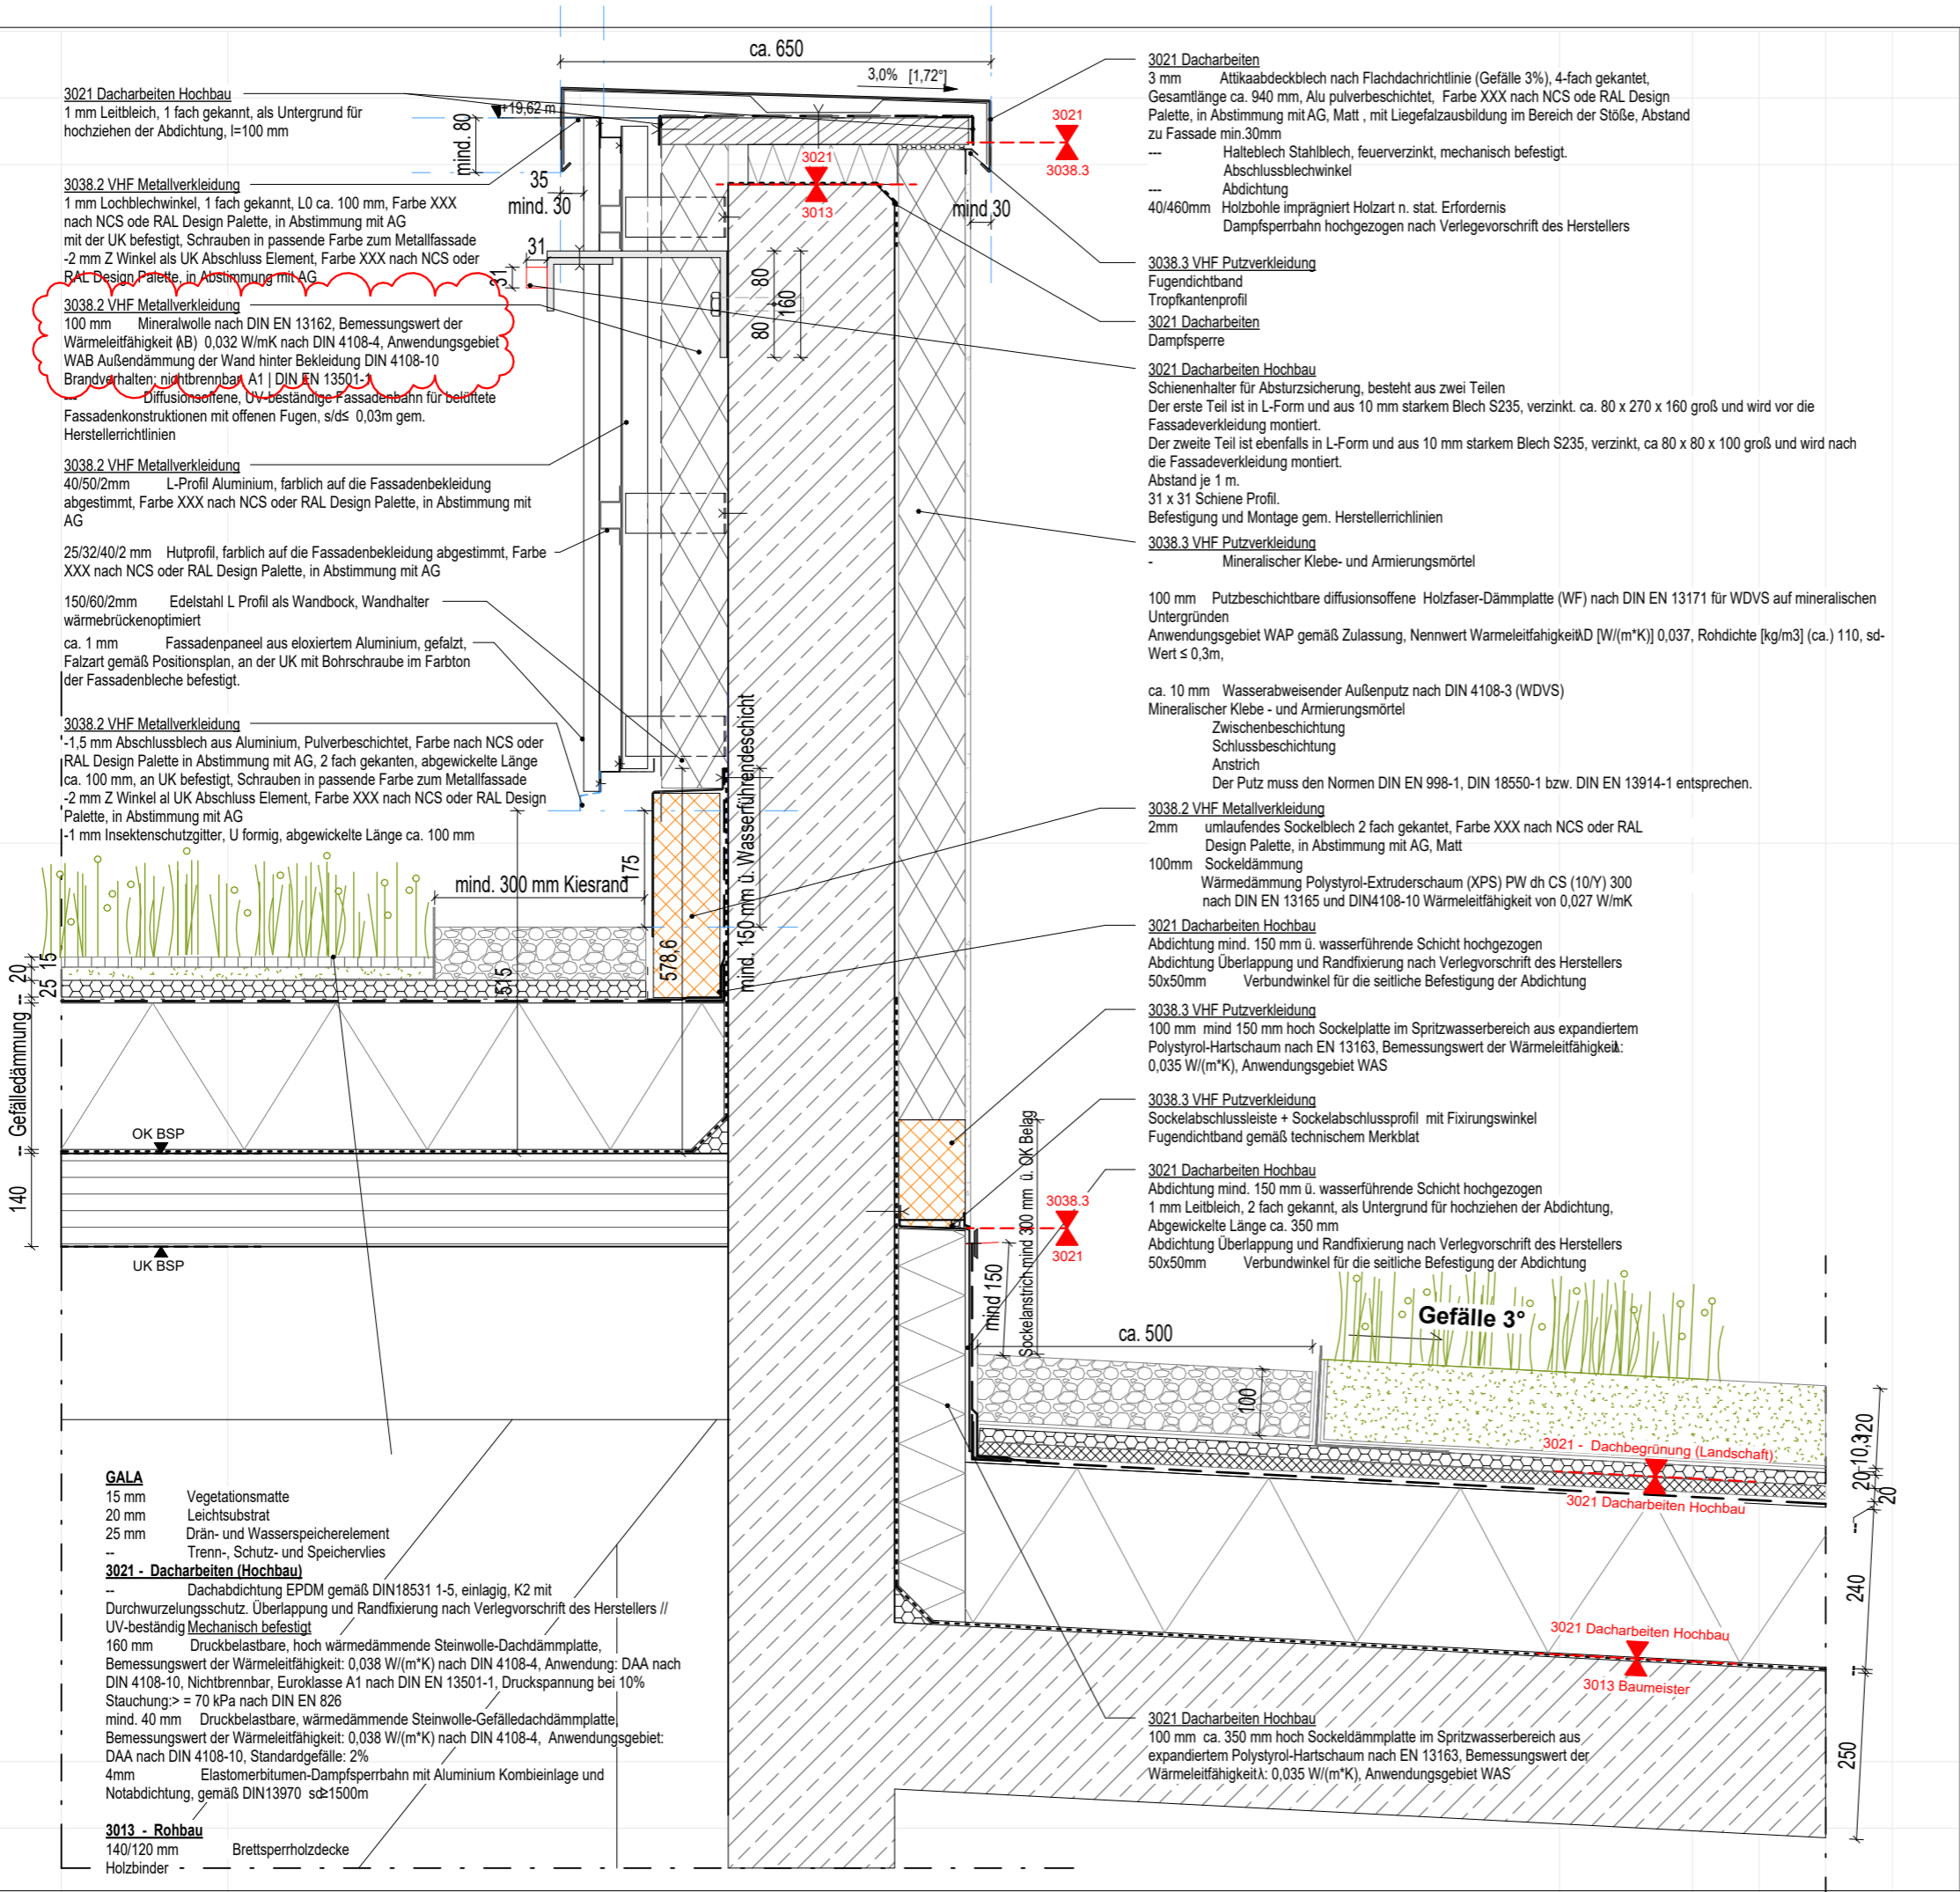 ca. 650
3,0% [1,72°]
+19,62 m
mind. 80
35
mind. 30
mind 30
31
31
80
160
80
3021
3038.3
3021
3013
3021 Dacharbeiten Hochbau
1 mm Leitbleich, 1 fach gekannt, als Untergrund für
hochziehen der Abdichtung, l=100 mm
3038.2 VHF Metallverkleidung
1 mm Lochblechwinkel, 1 fach gekannt, L0 ca. 100 mm, Farbe XXX
nach NCS ode RAL Design Palette, in Abstimmung mit AG
mit der UK befestigt, Schrauben in passende Farbe zum Metallfassade
-2 mm Z Winkel als UK Abschluss Element, Farbe XXX nach NCS oder
RAL Design Palette, in Abstimmung mit AG
3038.2 VHF Metallverkleidung
100 mm Mineralwolle nach DIN EN 13162, Bemessungswert der
Wärmeleitfähigkeit (λB) 0,032 W/mK nach DIN 4108-4, Anwendungsgebiet
WAB Außendämmung der Wand hinter Bekleidung DIN 4108-10
Brandverhalten: nichtbrennbar, A1 | DIN EN 13501-1
--- Diffusionsoffene, UV-beständige Fassadenbahn für belüftete
Fassadenkonstruktionen mit offenen Fugen, s/d≤ 0,03m gem.
Herstellerrichtlinien
3038.2 VHF Metallverkleidung
40/50/2mm L-Profil Aluminium, farblich auf die Fassadenbekleidung
abgestimmt, Farbe XXX nach NCS oder RAL Design Palette, in Abstimmung mit
AG
25/32/40/2 mm Hutprofil, farblich auf die Fassadenbekleidung abgestimmt, Farbe
XXX nach NCS oder RAL Design Palette, in Abstimmung mit AG
150/60/2mm Edelstahl L Profil als Wandbock, Wandhalter
wärmebrückenoptimiert
ca. 1 mm Fassadenpaneel aus eloxiertem Aluminium, gefalzt,
Falzart gemäß Positionsplan, an der UK mit Bohrschraube im Farbton
der Fassadenbleche befestigt.
3038.2 VHF Metallverkleidung
-1,5 mm Abschlussblech aus Aluminium, Pulverbeschichtet, Farbe nach NCS oder
RAL Design Palette in Abstimmung mit AG, 2 fach gekanten, abgewickelte Länge
ca. 100 mm, an UK befestigt, Schrauben in passende Farbe zum Metallfassade
-2 mm Z Winkel al UK Abschluss Element, Farbe XXX nach NCS oder RAL Design
Palette, in Abstimmung mit AG
-1 mm Insektenschutzgitter, U formig, abgewickelte Länge ca. 100 mm
3021 Dacharbeiten
3 mm Attikaabdeckblech nach Flachdachrichtlinie (Gefälle 3%), 4-fach gekantet,
Gesamtlänge ca. 940 mm, Alu pulverbeschichtet, Farbe XXX nach NCS ode RAL Design
Palette, in Abstimmung mit AG, Matt , mit Liegefalzausbildung im Bereich der Stöße, Abstand
zu Fassade min.30mm
--- Halteblech Stahlblech, feuerverzinkt, mechanisch befestigt.
Abschlussblechwinkel
--- Abdichtung
40/460mm Holzbohle imprägniert Holzart n. stat. Erfordernis
Dampfsperrbahn hochgezogen nach Verlegevorschrift des Herstellers
3038.3 VHF Putzverkleidung
Fugendichtband
Tropfkantenprofil
3021 Dacharbeiten
Dampfsperre
3021 Dacharbeiten Hochbau
Schienenhalter für Absturzsicherung, besteht aus zwei Teilen
Der erste Teil ist in L-Form und aus 10 mm starkem Blech S235, verzinkt. ca. 80 x 270 x 160 groß und wird vor die
Fassadeverkleidung montiert.
Der zweite Teil ist ebenfalls in L-Form und aus 10 mm starkem Blech S235, verzinkt, ca 80 x 80 x 100 groß und wird nach
die Fassadeverkleidung montiert.
Abstand je 1 m.
31 x 31 Schiene Profil.
Befestigung und Montage gem. Herstellerrichlinien
3038.3 VHF Putzverkleidung
- Mineralischer Klebe- und Armierungsmörtel
100 mm Putzbeschichtbare diffusionsoffene Holzfaser-Dämmplatte (WF) nach DIN EN 13171 für WDVS auf mineralischen
Untergründen
Anwendungsgebiet WAP gemäß Zulassung, Nennwert WarmeleitfahigkeitλD [W/(m*K)] 0,037, Rohdichte [kg/m3] (ca.) 110, sd-
Wert ≤ 0,3m,
ca. 10 mm Wasserabweisender Außenputz nach DIN 4108-3 (WDVS)
Mineralischer Klebe - und Armierungsmörtel
Zwischenbeschichtung
Schlussbeschichtung
Anstrich
Der Putz muss den Normen DIN EN 998-1, DIN 18550-1 bzw. DIN EN 13914-1 entsprechen.
3038.2 VHF Metallverkleidung
2mm umlaufendes Sockelblech 2 fach gekantet, Farbe XXX nach NCS oder RAL
Design Palette, in Abstimmung mit AG, Matt
100mm Sockeldämmung
Wärmedämmung Polystyrol-Extruderschaum (XPS) PW dh CS (10/Y) 300
nach DIN EN 13165 und DIN4108-10 Wärmeleitfähigkeit von 0,027 W/mK
3021 Dacharbeiten Hochbau
Abdichtung mind. 150 mm ü. wasserführende Schicht hochgezogen
Abdichtung Überlappung und Randfixierung nach Verlegvorschrift des Herstellers
50x50mm Verbundwinkel für die seitliche Befestigung der Abdichtung
3038.3 VHF Putzverkleidung
100 mm mind 150 mm hoch Sockelplatte im Spritzwasserbereich aus expandiertem
Polystyrol-Hartschaum nach EN 13163, Bemessungswert der Wärmeleitfähigkeitλ:
0,035 W/(m*K), Anwendungsgebiet WAS
3038.3 VHF Putzverkleidung
Sockelabschlussleiste + Sockelabschlussprofil mit Fixirungswinkel
Fugendichtband gemäß technischem Merkblat
3021 Dacharbeiten Hochbau
Abdichtung mind. 150 mm ü. wasserführende Schicht hochgezogen
1 mm Leitbleich, 2 fach gekannt, als Untergrund für hochziehen der Abdichtung,
Abgewickelte Länge ca. 350 mm
Abdichtung Überlappung und Randfixierung nach Verlegvorschrift des Herstellers
50x50mm Verbundwinkel für die seitliche Befestigung der Abdichtung
mind. 300 mm Kiesrand
175
578,6
515
mind. 150 mm ü. Wasserführendeschicht
15
20
25
--
Gefälledämmung
--
140
OK BSP
UK BSP
3038.3
3021
Sockelanstrich mind 300 mm ü. OK Belag
mind 150
ca. 500
100
Gefälle 3°
3021 - Dachbegrünung (Landschaft)
3021 Dacharbeiten Hochbau
20
--
240
3021 Dacharbeiten Hochbau
3013 Baumeister
250
GALA
15 mm Vegetationsmatte
20 mm Leichtsubstrat
25 mm Drän- und Wasserspeicherelement
-- Trenn-, Schutz- und Speichervlies
3021 - Dacharbeiten (Hochbau)
-- Dachabdichtung EPDM gemäß DIN18531 1-5, einlagig, K2 mit
Durchwurzelungsschutz. Überlappung und Randfixierung nach Verlegvorschrift des Herstellers //
UV-beständig Mechanisch befestigt
160 mm Druckbelastbare, hoch wärmedämmende Steinwolle-Dachdämmplatte,
Bemessungswert der Wärmeleitfähigkeit: 0,038 W/(m*K) nach DIN 4108-4, Anwendung: DAA nach
DIN 4108-10, Nichtbrennbar, Euroklasse A1 nach DIN EN 13501-1, Druckspannung bei 10%
Stauchung:> = 70 kPa nach DIN EN 826
mind. 40 mm Druckbelastbare, wärmedämmende Steinwolle-Gefälledachdämmplatte,
Bemessungswert der Wärmeleitfähigkeit: 0,038 W/(m*K) nach DIN 4108-4, Anwendungsgebiet:
DAA nach DIN 4108-10, Standardgefälle: 2%
4mm Elastomerbitumen-Dampfsperrbahn mit Aluminium Kombieinlage und
Notabdichtung, gemäß DIN13970 sd≥1500m
3013 - Rohbau
140/120 mm Brettsperrholzdecke
Holzbinder
3021 Dacharbeiten Hochbau
100 mm ca. 350 mm hoch Sockeldämmplatte im Spritzwasserbereich aus
expandiertem Polystyrol-Hartschaum nach EN 13163, Bemessungswert der
Wärmeleitfähigkeitλ: 0,035 W/(m*K), Anwendungsgebiet WAS